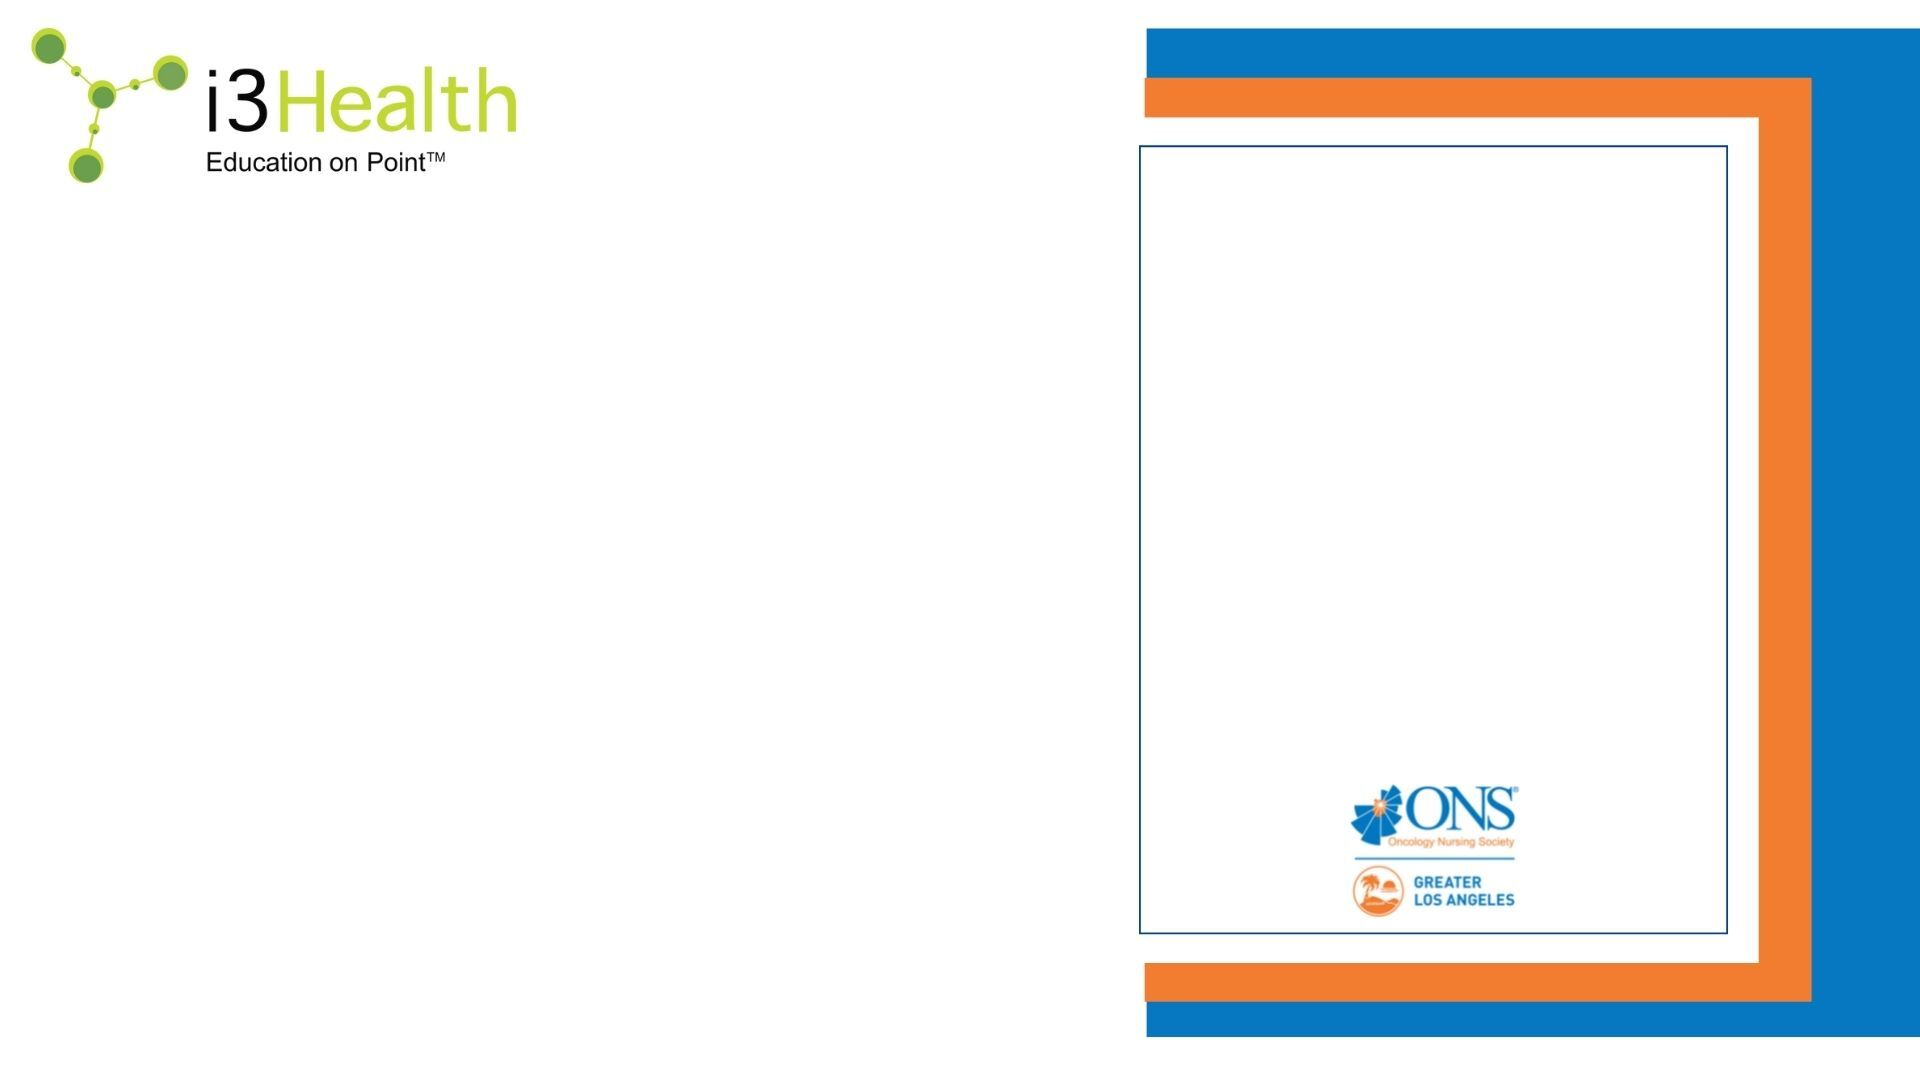 i3Health
Education on Point™
ONS®
Oncology Nursing Society
GREATER
LOS ANGELES